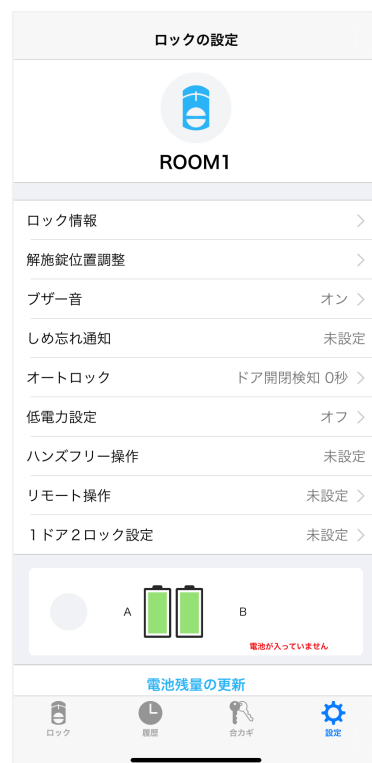 ロックの設定
ROOM1
ロック情報
解施錠位置調整
ブザー音 オン
しめ忘れ通知 未設定
オートロック ドア開閉検知 0秒
低電力設定 オフ
ハンズフリー操作 未設定
リモート操作 未設定
１ドア２ロック設定 未設定
A B
電池が入っていません
電池残量の更新
ロック 履歴 合カギ 設定